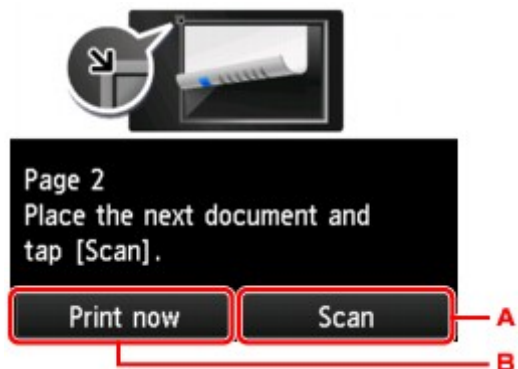 Page 2
Place the next document and
tap [Scan].
Print now
Scan
A
B